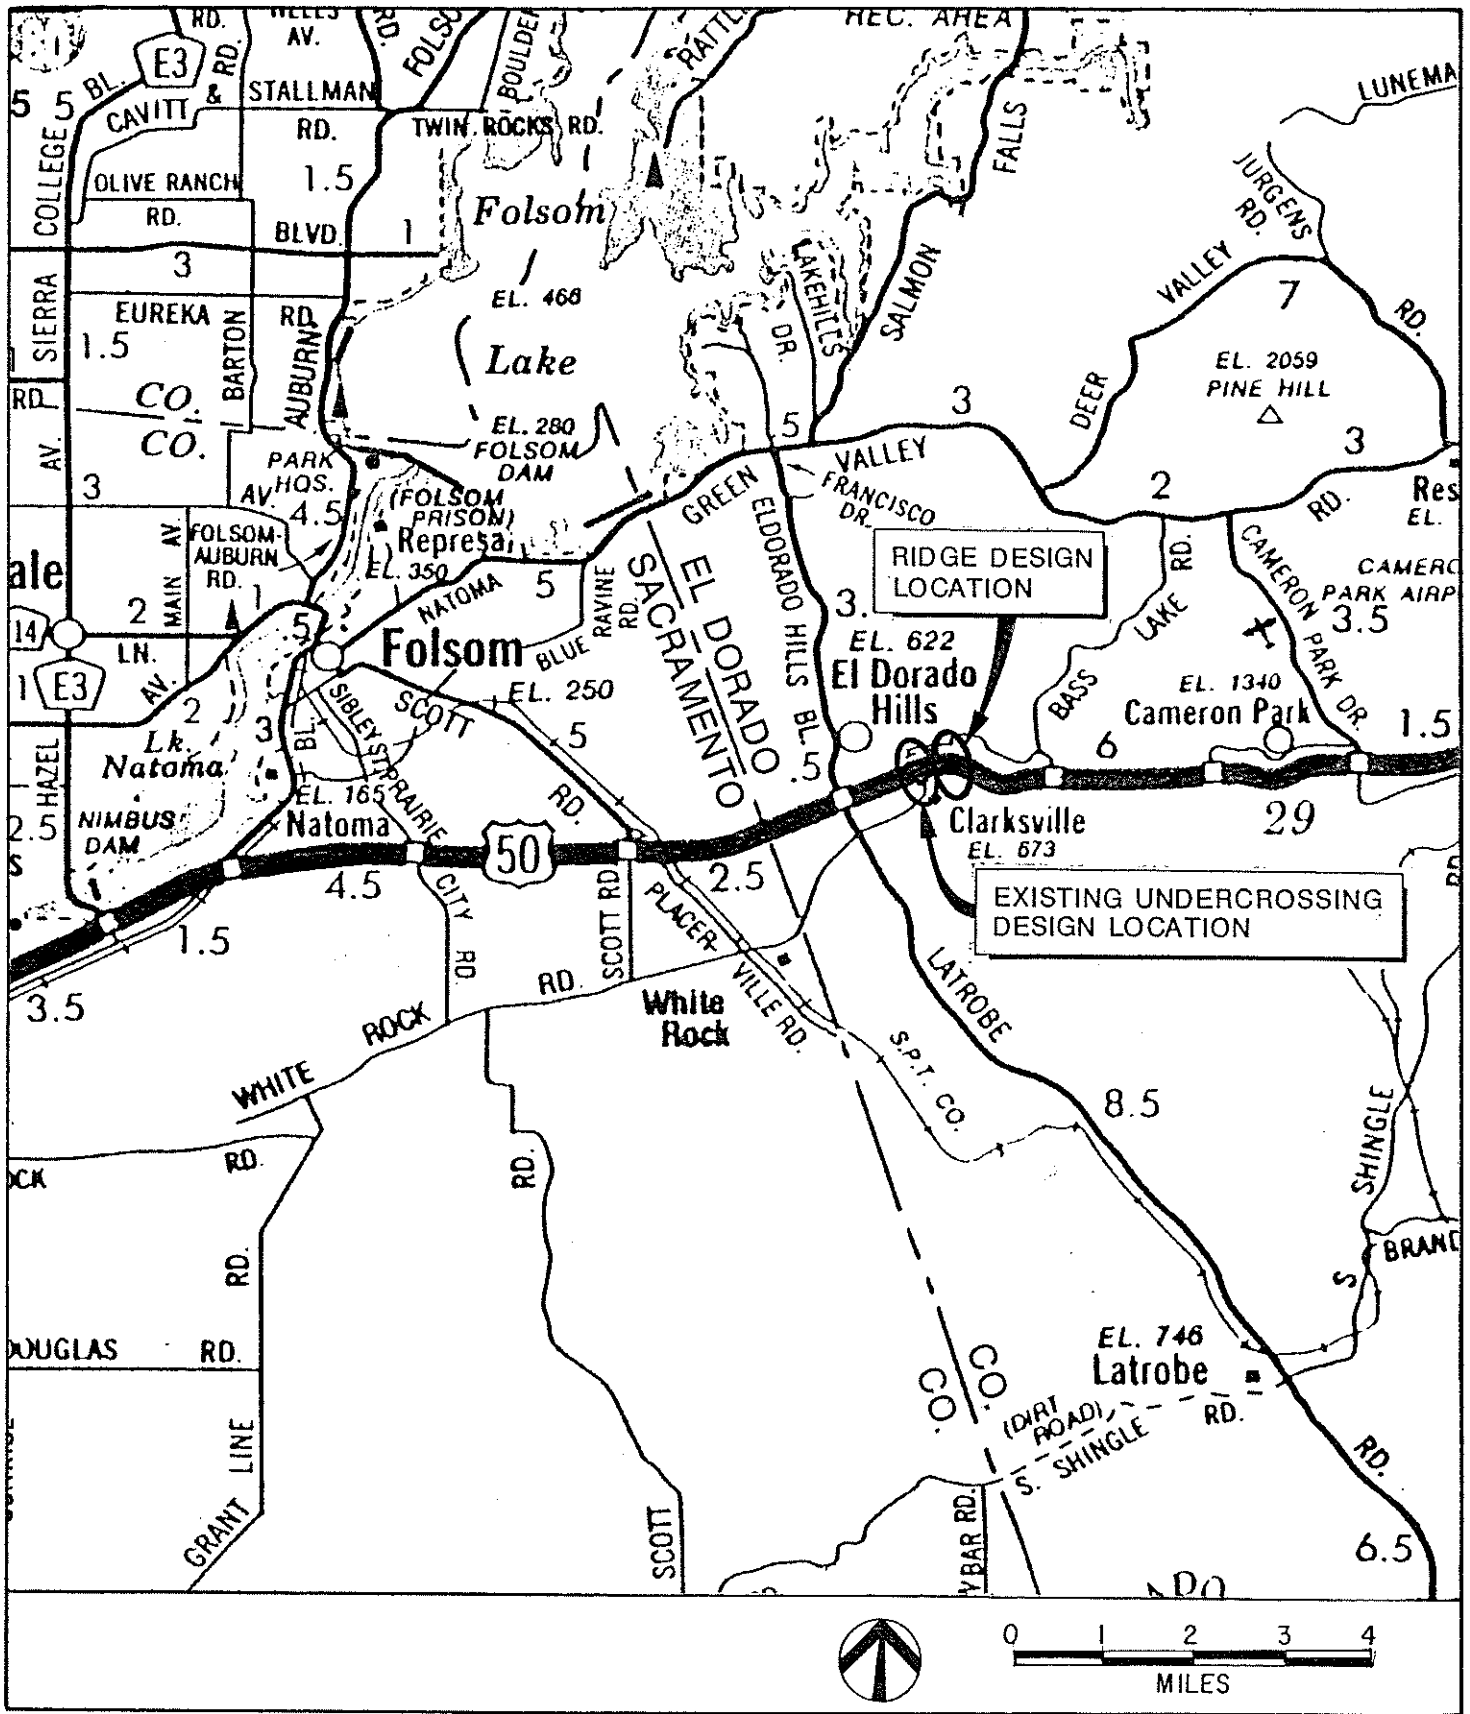 RD.
AV.
RD.
FOLSO
BOULDER
RATTL
REC. AREA
E3
RD.
LUNEMA
5
5
BL.
CAVITT
&
STALLMAN
RD.
TWIN ROCKS RD.
FALLS
COLLEGE
OLIVE RANCH
RD.
1.5
JURGENS
RD.
Folsom
BLVD.
1
3
LAKEHILLS
DR.
SALMON
VALLEY
7
RD.
SIERRA
EUREKA
RD.
EL. 468
1.5
BARTON
AUBURN
Lake
EL. 2059
PINE HILL
DEER
RD.
CO.
CO.
AV.
EL. 280
FOLSOM
DAM
5
3
VALLEY
3
PARK
HOS.
3
AV.
4.5
(FOLSOM
PRISON)
Represa
EL. 350
GREEN
FRANCISCO
DR.
2
RD.
Res
EL.
FOLSOM-
AUBURN
RD.
MAIN AV.
ELDORADO HILLS BL.
RIDGE DESIGN
LOCATION
CAMERON PARK DR.
CAMERO
PARK AIRP
3.5
ale
1
NATOMA
5
BLUE
RAVINE
RD.
EL DORADO
SACRAMENTO
3.
BASS
LAKE
RD.
14
2
LN.
.5
Folsom
EL. 622
El Dorado
Hills
EL. 1340
Cameron Park
1.5
1
E3
AV.
2
EL. 250
SCOTT
RD.
5
SIBLEY ST.
PRAIRIE
CITY
RD.
Lk.
Natoma
3
BL.
.5
6
HAZEL
2.5
NIMBUS
DAM
EL. 165
Natoma
50
Clarksville
EL. 673
29
s
4.5
2.5
EXISTING UNDERCROSSING
DESIGN LOCATION
1.5
SCOTT RD.
PLACER-
VILLE RD.
3.5
WHITE
ROCK
RD.
White
Rock
LATROBE
S.P.T. CO.
8.5
SHINGLE
S
BRAND
OCK
RD.
RD.
RD.
OUGLAS
RD.
EL. 746
Latrobe
CO.
CO.
(DIRT
ROAD)
S. SHINGLE
RD.
GRANT
LINE
SCOTT
RD.
RD.
6.5
0
1
2
3
4
MILES